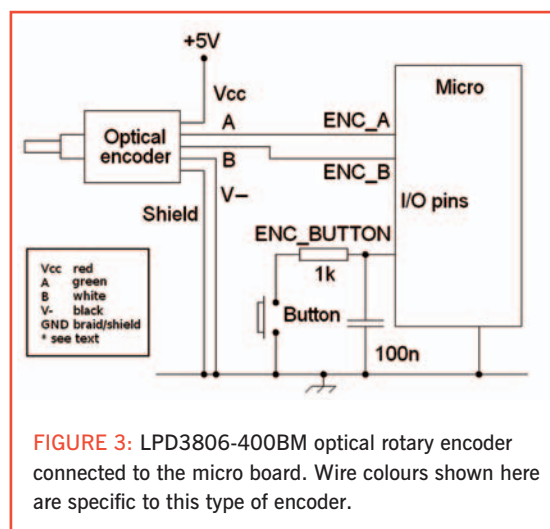 +5V
Vcc
Micro
A
ENC_A
Optical
encoder
B
ENC_B
V–
I/O pins
Shield
ENC_BUTTON
1k
Vcc red
A green
B white
V- black
GND braid/shield
* see text
Button
100n
FIGURE 3: LPD3806-400BM optical rotary encoder
connected to the micro board. Wire colours shown here
are specific to this type of encoder.